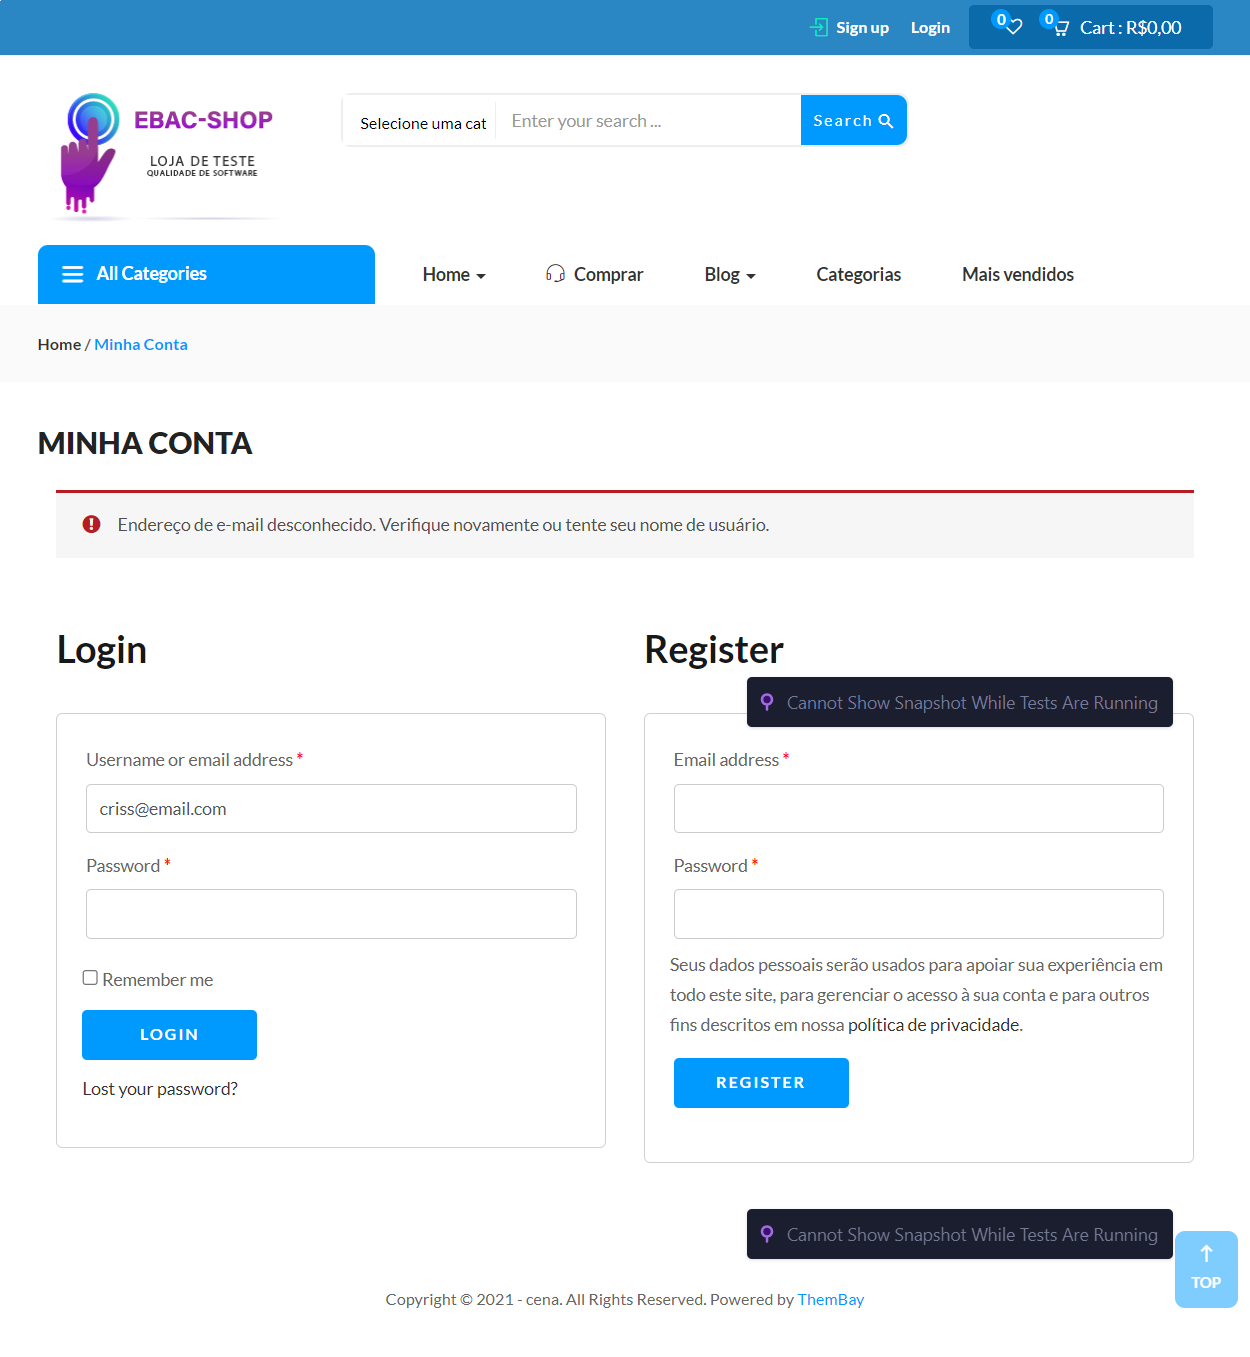 Sign up Login 0 0 Cart : R$0,00
EBAC-SHOP
LOJA DE TESTE
QUALIDADE DE SOFTWARE
Selecione uma cat Enter your search ... Search
All Categories Home Comprar Blog Categorias Mais vendidos
Home / Minha Conta
MINHA CONTA
Endereço de e-mail desconhecido. Verifique novamente ou tente seu nome de usuário.
Login
Username or email address *
criss@email.com
Password *
Remember me
LOGIN
Lost your password?
Register
Cannot Show Snapshot While Tests Are Running
Email address *
Password *
Seus dados pessoais serão usados para apoiar sua experiência em
todo este site, para gerenciar o acesso à sua conta e para outros
fins descritos em nossa política de privacidade.
REGISTER
Cannot Show Snapshot While Tests Are Running
TOP
Copyright © 2021 - cena. All Rights Reserved. Powered by ThemBay